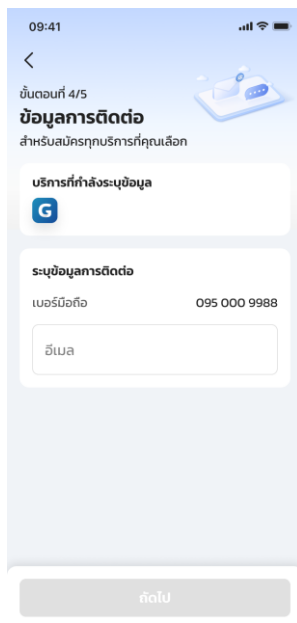 09:41
ขั้นตอนที่ 4/5
ข้อมูลการติดต่อ
สำหรับสมัครทุกบริการที่คุณเลือก
บริการที่กำลังระบุข้อมูล
G
ระบุข้อมูลการติดต่อ
เบอร์มือถือ 095 000 9988
อีเมล
ถัดไป